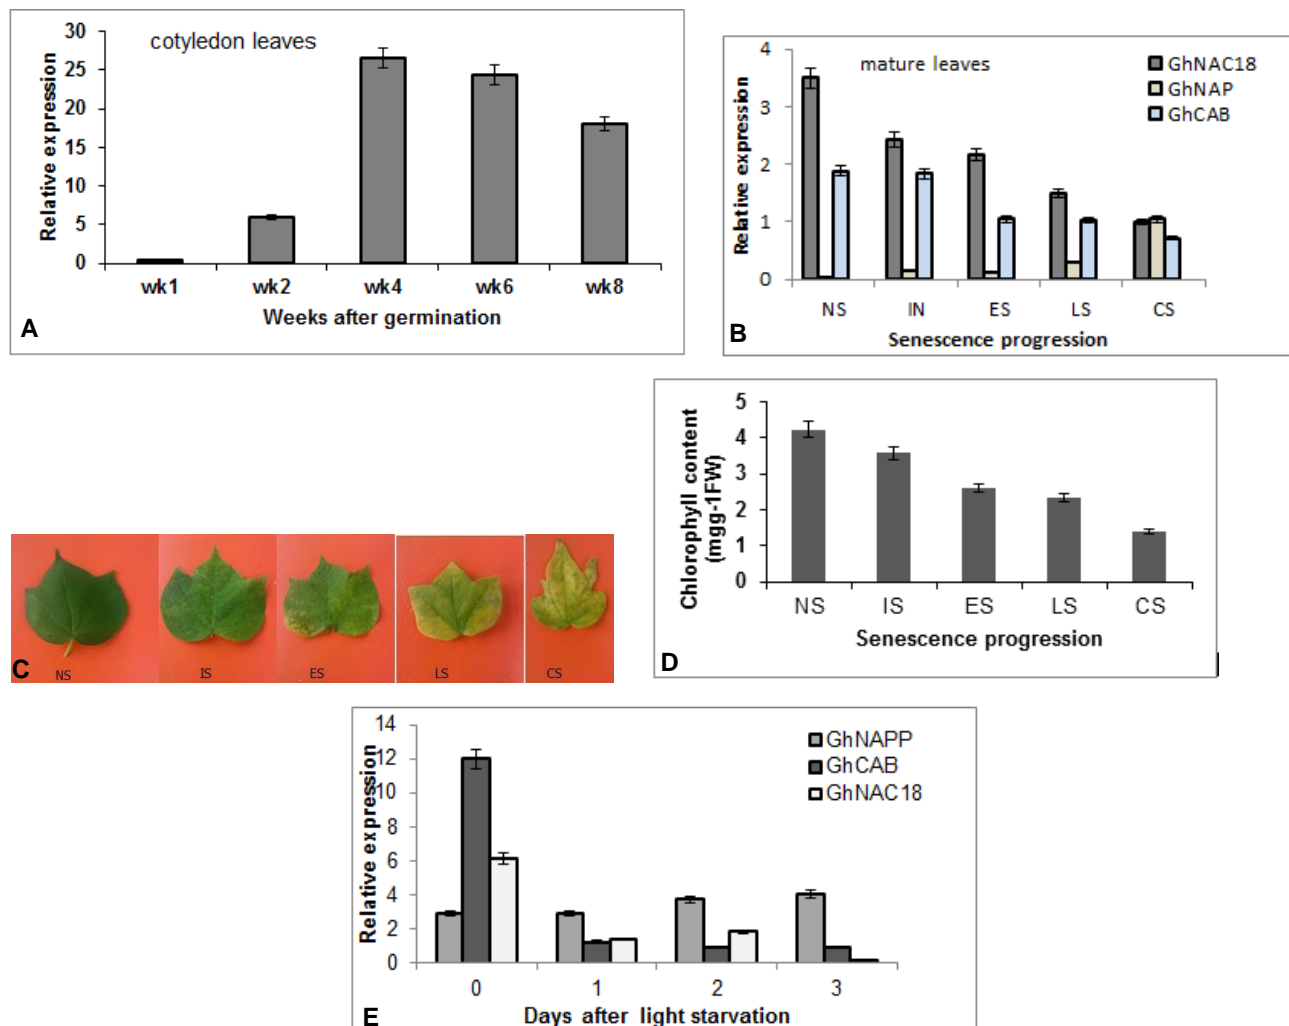 cotyledon leaves
Relative expression
30
25
20
15
10
5
0
wk1 wk2 wk4 wk6 wk8
Weeks after germination
A
mature leaves
GhNAC18
GhNAP
GhCAB
Relative expression
4
3
2
1
0
NS IN ES LS CS
Senescence progression
B
NS IS ES LS CS
C
Chlorophyll content
(mgg-1FW)
5
4
3
2
1
0
NS IS ES LS CS
Senescence progression
D
GhNAPP
GhCAB
GhNAC18
Relative expression
14
12
10
8
6
4
2
0
0 1 2 3
Days after light starvation
E